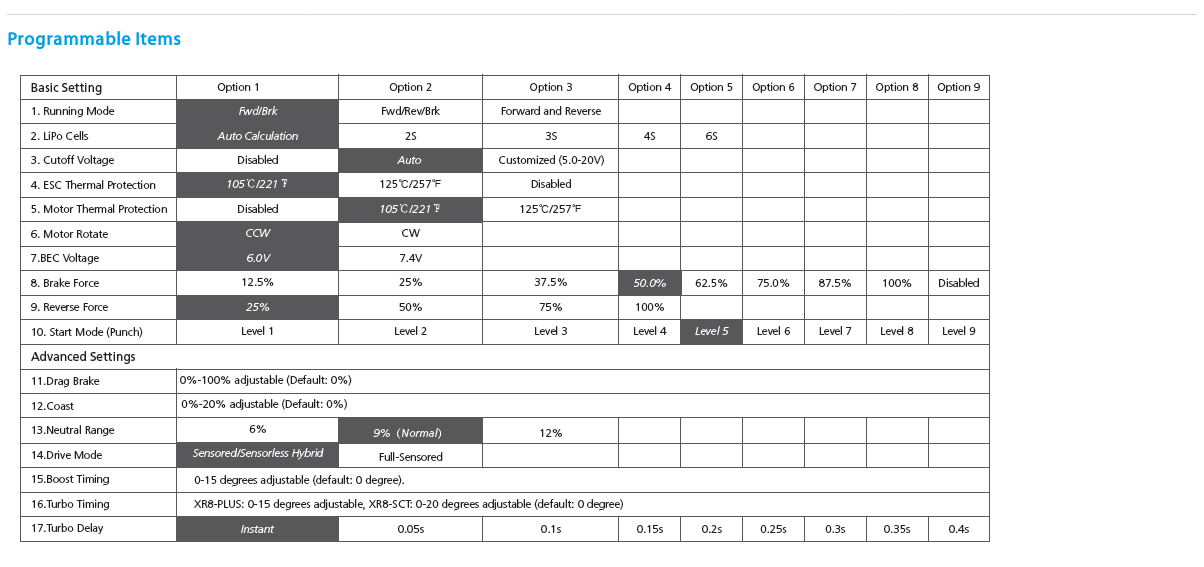 Programmable Items
Basic Setting Option 1 Option 2 Option 3 Option 4 Option 5 Option 6 Option 7 Option 8 Option 9
1. Running Mode Fwd/Brk Fwd/Rev/Brk Forward and Reverse
2. LiPo Cells Auto Calculation 2S 3S 4S 6S
3. Cutoff Voltage Disabled Auto Customized (5.0-20V)
4. ESC Thermal Protection 105℃/221℉ 125℃/257℉ Disabled
5. Motor Thermal Protection Disabled 105℃/221℉ 125℃/257℉
6. Motor Rotate CCW CW
7.BEC Voltage 6.0V 7.4V
8. Brake Force 12.5% 25% 37.5% 50.0% 62.5% 75.0% 87.5% 100% Disabled
9. Reverse Force 25% 50% 75% 100%
10. Start Mode (Punch) Level 1 Level 2 Level 3 Level 4 Level 5 Level 6 Level 7 Level 8 Level 9
Advanced Settings
11.Drag Brake 0%-100% adjustable (Default: 0%)
12.Coast 0%-20% adjustable (Default: 0%)
13.Neutral Range 6% 9% (Normal) 12%
14.Drive Mode Sensored/Sensorless Hybrid Full-Sensored
15.Boost Timing 0-15 degrees adjustable (default: 0 degree).
16.Turbo Timing XR8-PLUS: 0-15 degrees adjustable, XR8-SCT: 0-20 degrees adjustable (default: 0 degree)
17.Turbo Delay Instant 0.05s 0.1s 0.15s 0.2s 0.25s 0.3s 0.35s 0.4s